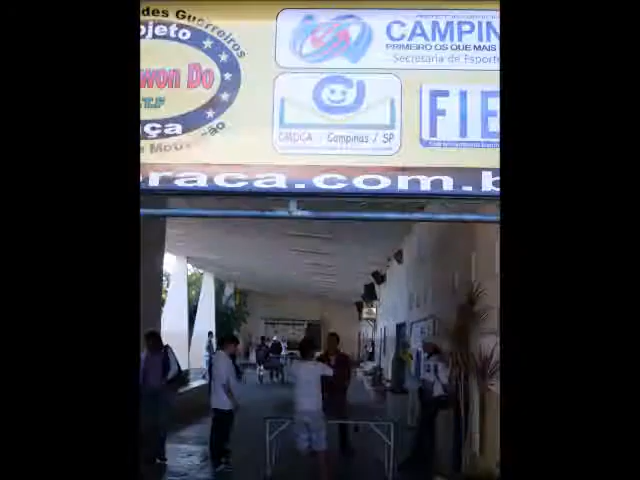 des Guerreiros
ojeto
kwon Do
I.T.F
ça
CAMPIN
PRIMEIRO OS QUE MAIS
Secretaria de Esporte
CMDCA - Campinas / SP
FIE
raca.com.b